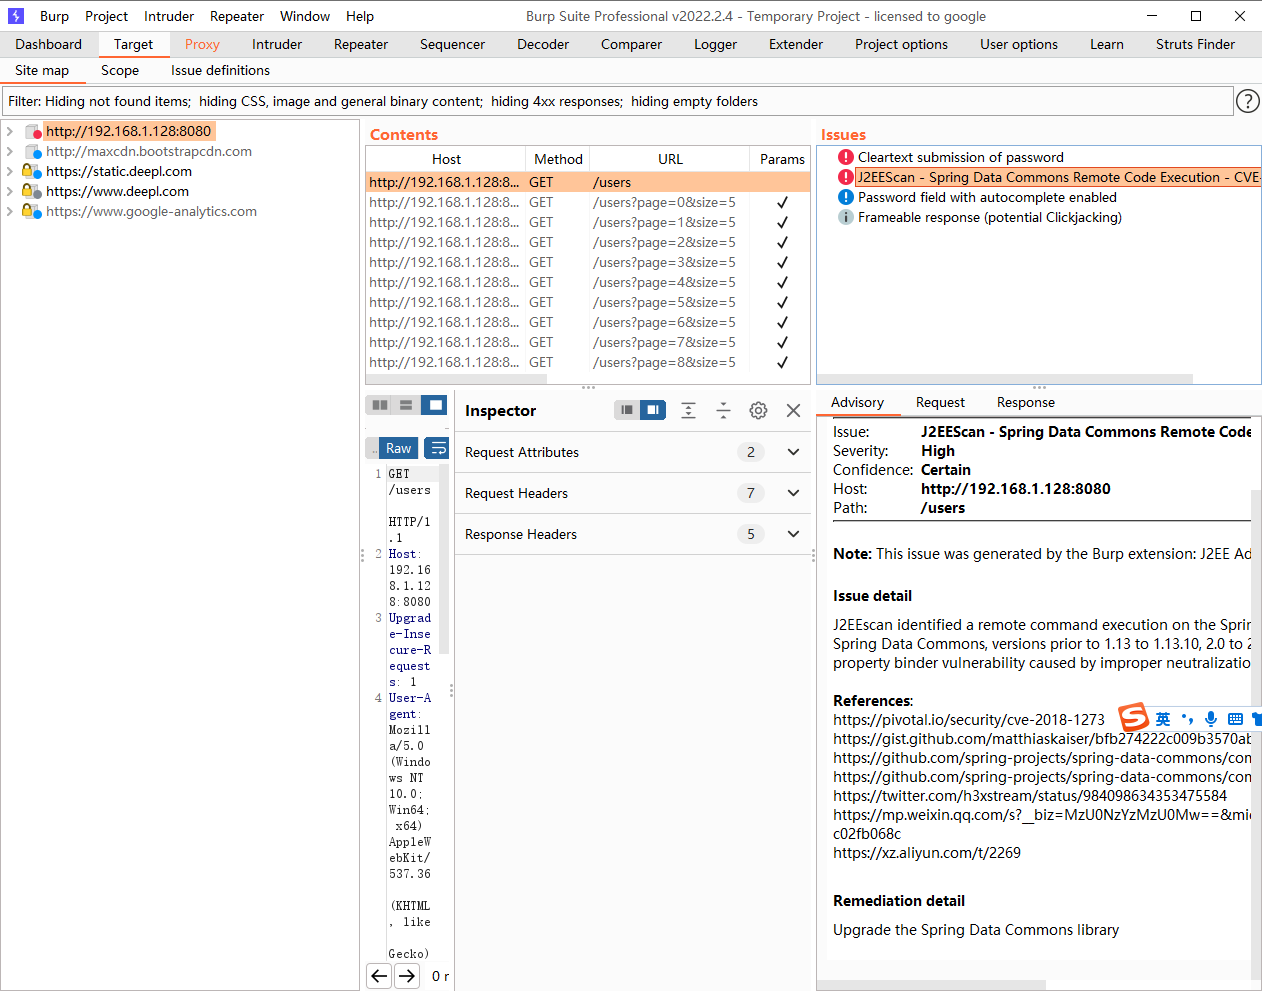 Burp Project Intruder Repeater Window Help Burp Suite Professional v2022.2.4 - Temporary Project - licensed to google
Dashboard Target Proxy Intruder Repeater Sequencer Decoder Comparer Logger Extender Project options User options Learn Struts Finder
Site map Scope Issue definitions
Filter: Hiding not found items; hiding CSS, image and general binary content; hiding 4xx responses; hiding empty folders
http://192.168.1.128:8080
http://maxcdn.bootstrapcdn.com
https://static.deepl.com
https://www.deepl.com
https://www.google-analytics.com
Contents
Host Method URL Params
http://192.168.1.128:8... GET /users
http://192.168.1.128:8... GET /users?page=0&size=5 ✓
http://192.168.1.128:8... GET /users?page=1&size=5 ✓
http://192.168.1.128:8... GET /users?page=2&size=5 ✓
http://192.168.1.128:8... GET /users?page=3&size=5 ✓
http://192.168.1.128:8... GET /users?page=4&size=5 ✓
http://192.168.1.128:8... GET /users?page=5&size=5 ✓
http://192.168.1.128:8... GET /users?page=6&size=5 ✓
http://192.168.1.128:8... GET /users?page=7&size=5 ✓
http://192.168.1.128:8... GET /users?page=8&size=5 ✓
Issues
Cleartext submission of password
J2EEScan - Spring Data Commons Remote Code Execution - CVE-
Password field with autocomplete enabled
Frameable response (potential Clickjacking)
.. Raw
1 GET
/users
HTTP/1
.1
2 Host:
192.16
8.1.12
8:8080
3 Upgrad
e-Inse
cure-R
equest
s: 1
4 User-A
gent:
Mozill
a/5.0
(Windo
ws NT
10.0;
Win64;
x64)
AppleW
ebKit/
537.36
(KHTML
, like
Gecko)
0 r
Inspector
Request Attributes 2
Request Headers 7
Response Headers 5
Advisory Request Response
Issue: J2EEScan - Spring Data Commons Remote Code
Severity: High
Confidence: Certain
Host: http://192.168.1.128:8080
Path: /users
Note: This issue was generated by the Burp extension: J2EE Ad
Issue detail
J2EEscan identified a remote command execution on the Sprin
Spring Data Commons, versions prior to 1.13 to 1.13.10, 2.0 to 2
property binder vulnerability caused by improper neutralizatio
References:
https://pivotal.io/security/cve-2018-1273
英
https://gist.github.com/matthiaskaiser/bfb274222c009b3570ab
https://github.com/spring-projects/spring-data-commons/con
https://github.com/spring-projects/spring-data-commons/con
https://twitter.com/h3xstream/status/984098634353475584
https://mp.weixin.qq.com/s?__biz=MzU0NzYzMzU0Mw==&mid
c02fb068c
https://xz.aliyun.com/t/2269
Remediation detail
Upgrade the Spring Data Commons library